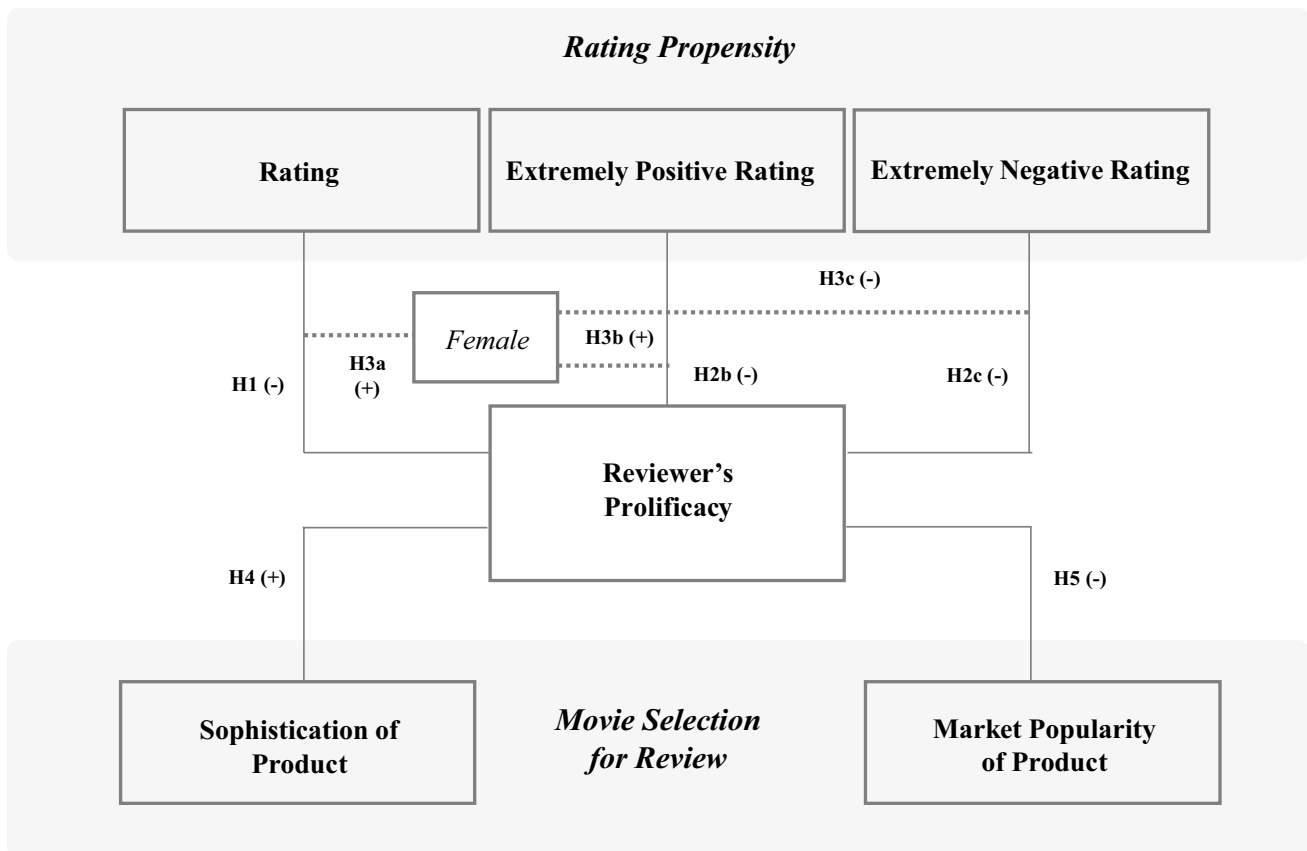 Rating Propensity
Rating
Extremely Positive Rating
Extremely Negative Rating
H3c (-)
Female
H3b (+)
H3a
(+)
H1 (-)
H2b (-)
H2c (-)
Reviewer’s
Prolificacy
H4 (+)
H5 (-)
Sophistication of
Product
Movie Selection
for Review
Market Popularity
of Product